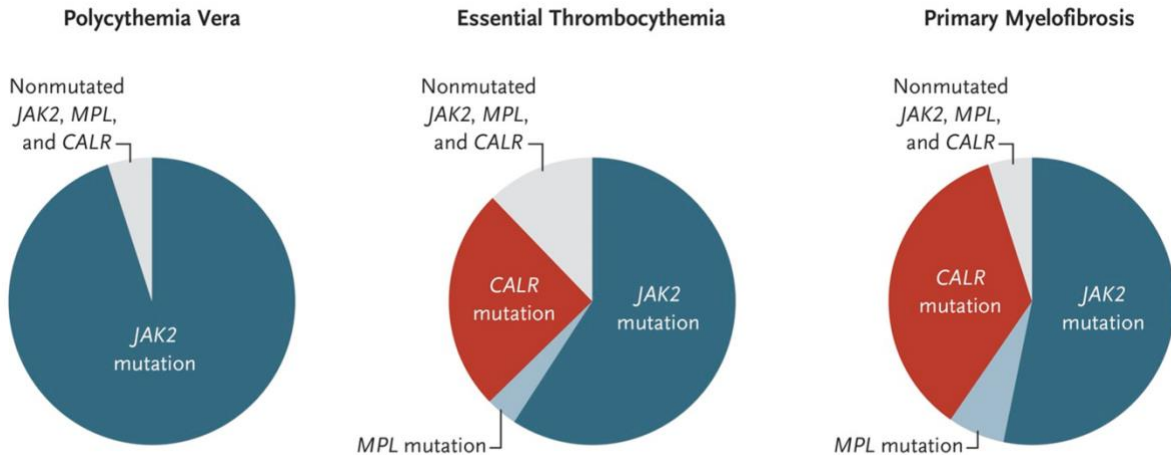 Polycythemia Vera
Nonmutated
JAK2, MPL,
and CALR
JAK2
mutation
Essential Thrombocythemia
Nonmutated
JAK2, MPL,
and CALR
CALR
mutation
JAK2
mutation
MPL mutation
Primary Myelofibrosis
Nonmutated
JAK2, MPL,
and CALR
CALR
mutation
JAK2
mutation
MPL mutation